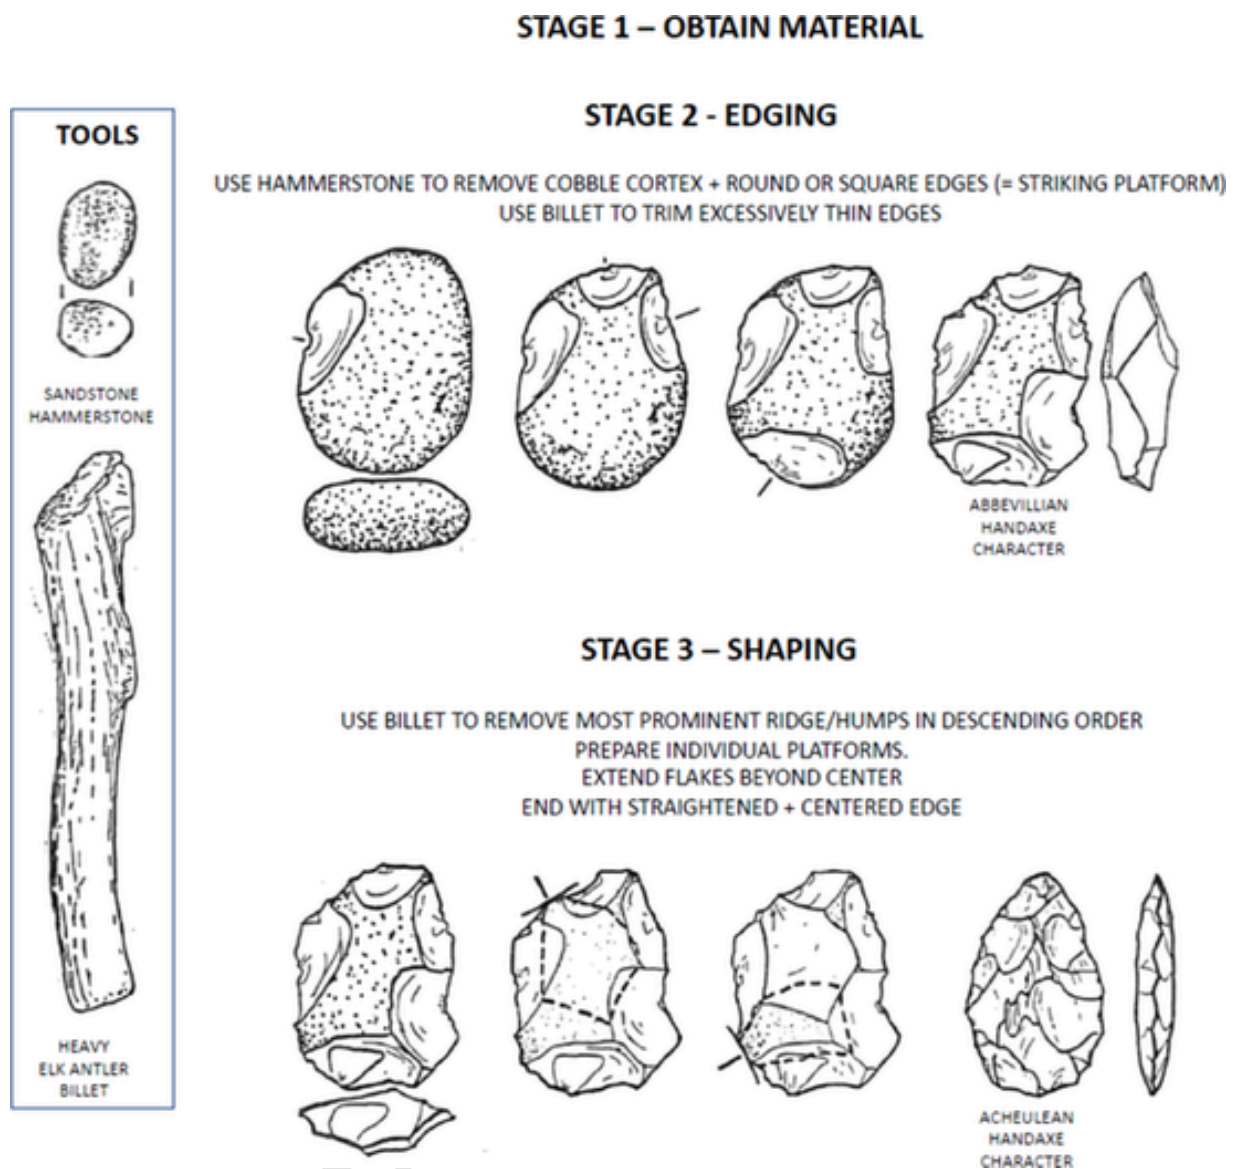 STAGE 1 – OBTAIN MATERIAL
STAGE 2 - EDGING
TOOLS
USE HAMMERSTONE TO REMOVE COBBLE CORTEX + ROUND OR SQUARE EDGES (= STRIKING PLATFORM)
USE BILLET TO TRIM EXCESSIVELY THIN EDGES
SANDSTONE
HAMMERSTONE
ABBEVILLIAN
HANDAXE
CHARACTER
STAGE 3 – SHAPING
USE BILLET TO REMOVE MOST PROMINENT RIDGE/HUMPS IN DESCENDING ORDER
PREPARE INDIVIDUAL PLATFORMS.
EXTEND FLAKES BEYOND CENTER
END WITH STRAIGHTENED + CENTERED EDGE
HEAVY
ELK ANTLER
BILLET
ACHEULEAN
HANDAXE
CHARACTER